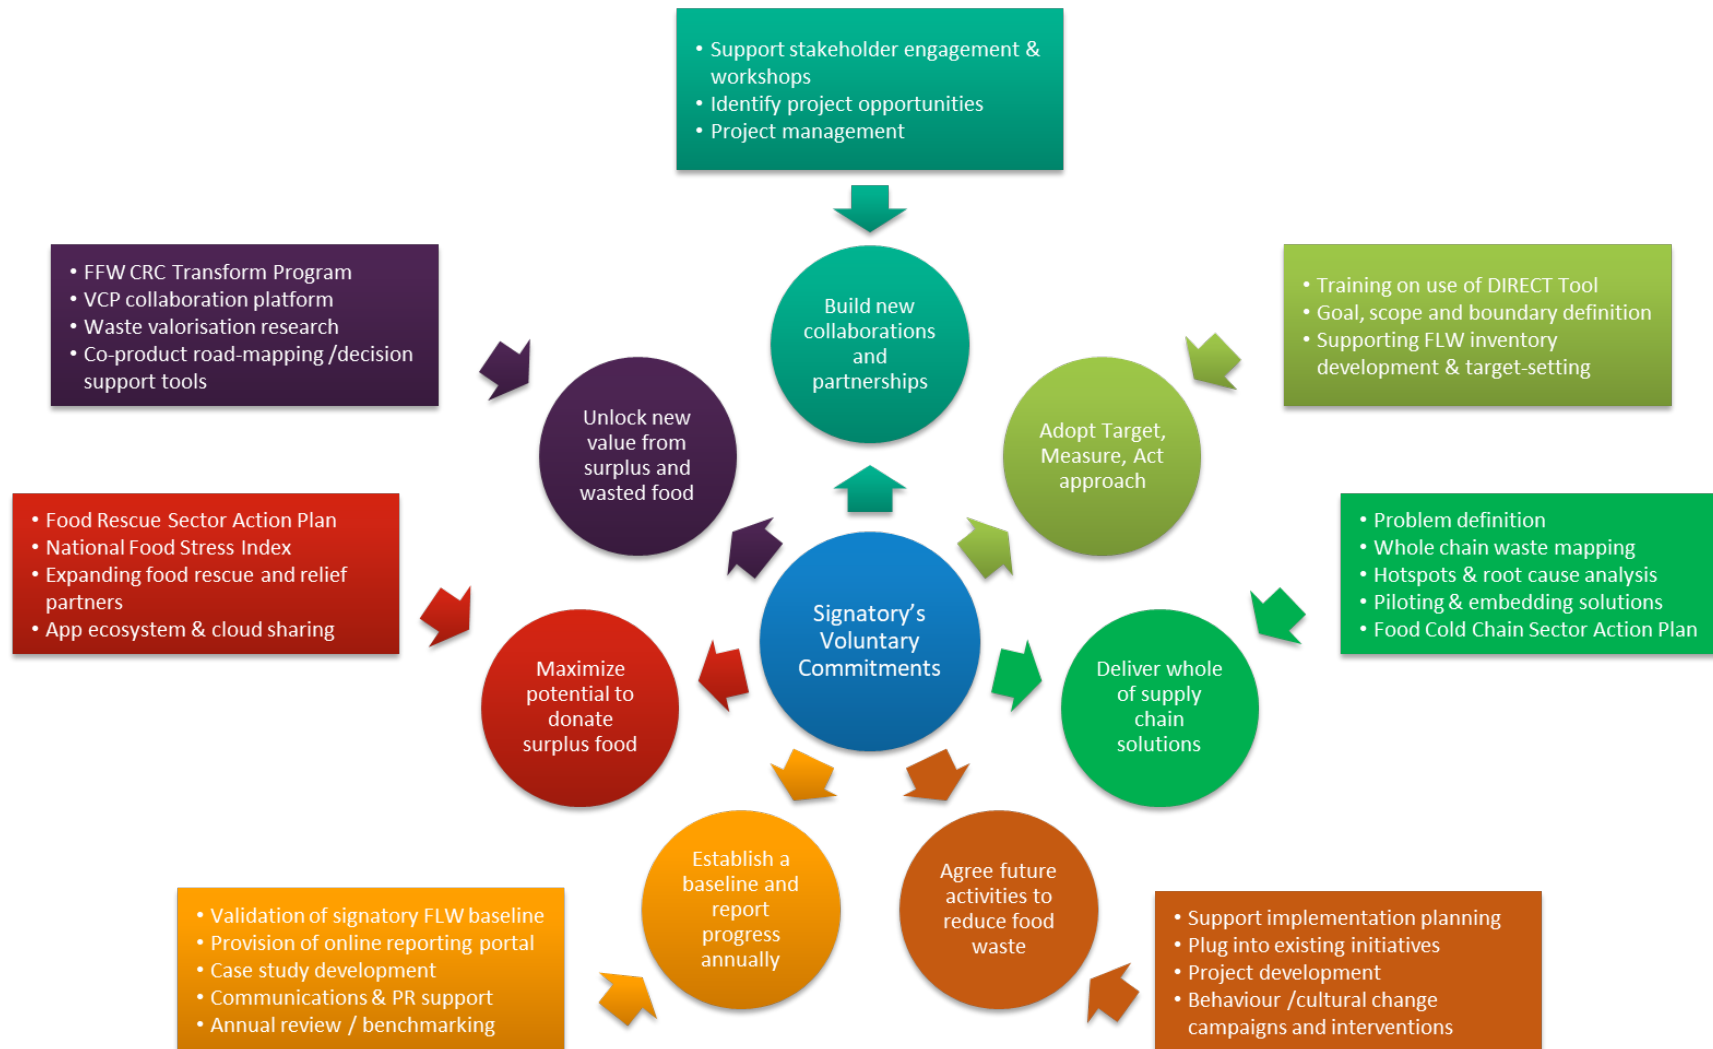 • Support stakeholder engagement &
workshops
• Identify project opportunities
• Project management
• FFW CRC Transform Program
• VCP collaboration platform
• Waste valorisation research
• Co-product road-mapping /decision
support tools
Build new
collaborations
and
partnerships
• Training on use of DIRECT Tool
• Goal, scope and boundary definition
• Supporting FLW inventory
development & target-setting
Unlock new
value from
surplus and
wasted food
Adopt Target,
Measure, Act
approach
• Food Rescue Sector Action Plan
• National Food Stress Index
• Expanding food rescue and relief
partners
• App ecosystem & cloud sharing
• Problem definition
• Whole chain waste mapping
• Hotspots & root cause analysis
• Piloting & embedding solutions
• Food Cold Chain Sector Action Plan
Signatory’s
Voluntary
Commitments
Maximize
potential to
donate
surplus food
Deliver whole
of supply
chain
solutions
Establish a
baseline and
report
progress
annually
Agree future
activities to
reduce food
waste
• Validation of signatory FLW baseline
• Provision of online reporting portal
• Case study development
• Communications & PR support
• Annual review / benchmarking
• Support implementation planning
• Plug into existing initiatives
• Project development
• Behaviour /cultural change
campaigns and interventions